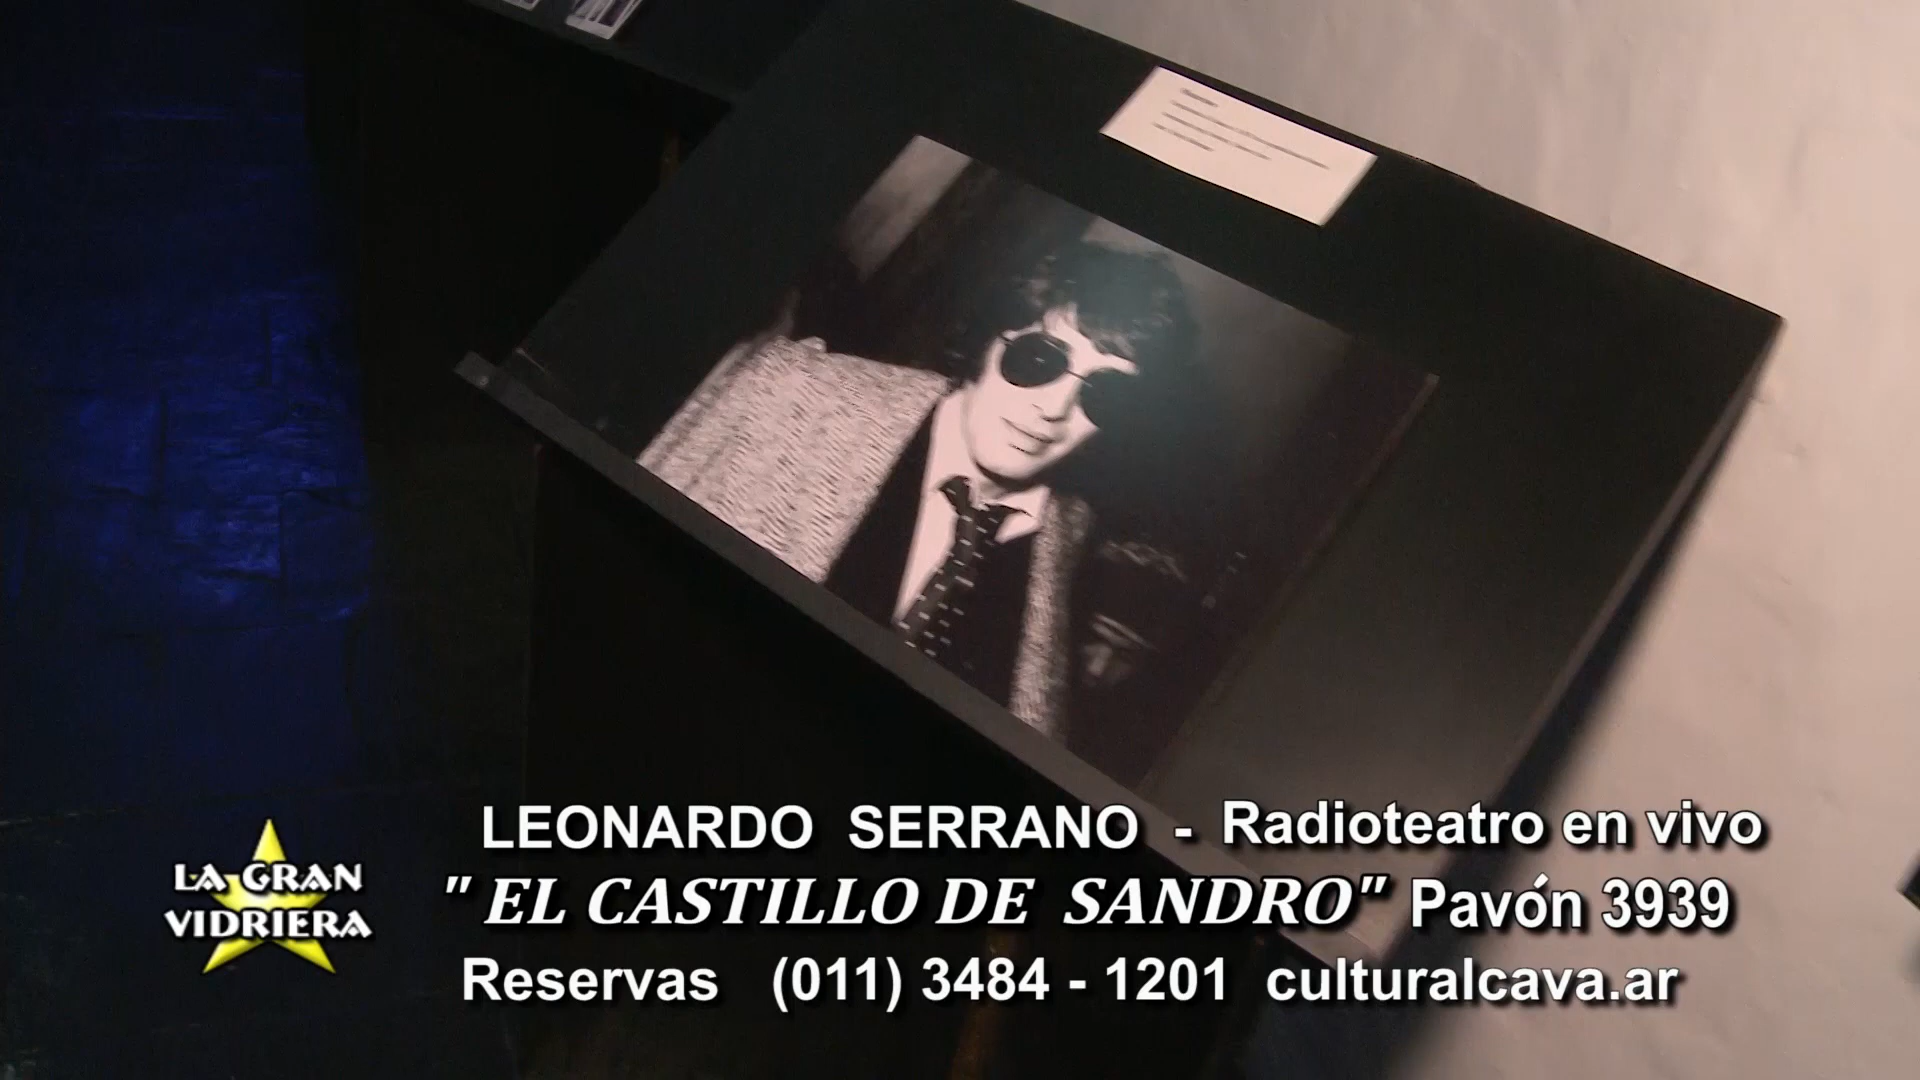 LEONARDO SERRANO - Radioteatro en vivo
LA GRAN
VIDRIERA
" EL CASTILLO DE SANDRO" Pavón 3939
Reservas (011) 3484 - 1201 culturalcava.ar